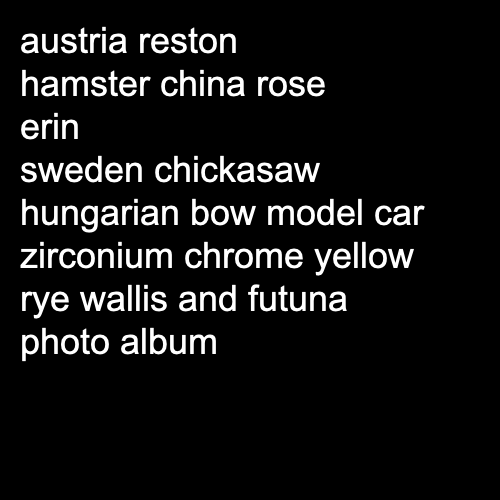 austria reston
hamster china rose
erin
sweden chickasaw
hungarian bow model car
zirconium chrome yellow
rye wallis and futuna
photo album